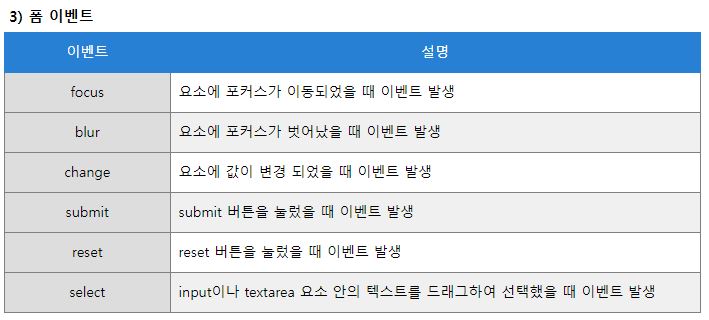 3) 폼 이벤트
이벤트 설명
focus 요소에 포커스가 이동되었을 때 이벤트 발생
blur 요소에 포커스가 벗어났을 때 이벤트 발생
change 요소에 값이 변경 되었을 때 이벤트 발생
submit submit 버튼을 눌렀을 때 이벤트 발생
reset reset 버튼을 눌렀을 때 이벤트 발생
select input이나 textarea 요소 안의 텍스트를 드래그하여 선택했을 때 이벤트 발생